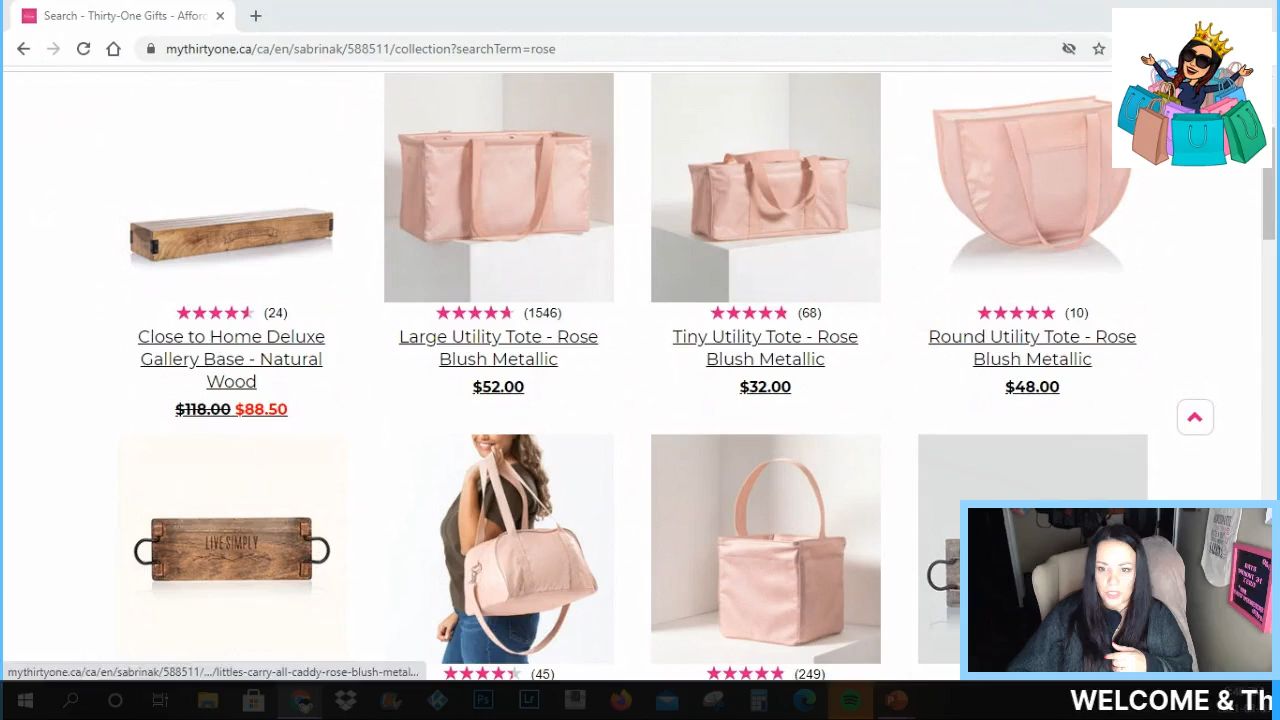 Search - Thirty-One Gifts - Affor
mythirtyone.ca/ca/en/sabrinak/588511/collection?searchTerm=rose
(24)
Close to Home Deluxe
Gallery Base - Natural
Wood
$118.00 $88.50
(1546)
Large Utility Tote - Rose
Blush Metallic
$52.00
(68)
Tiny Utility Tote - Rose
Blush Metallic
$32.00
(10)
Round Utility Tote - Rose
Blush Metallic
$48.00
LIVE SIMPLY
(45)
(249)
mythirtyone.ca/ca/en/sabrinak/588511/.../littles-carry-all-caddy-rose-blush-metal...
Ps
Lr
WELCOME & Th